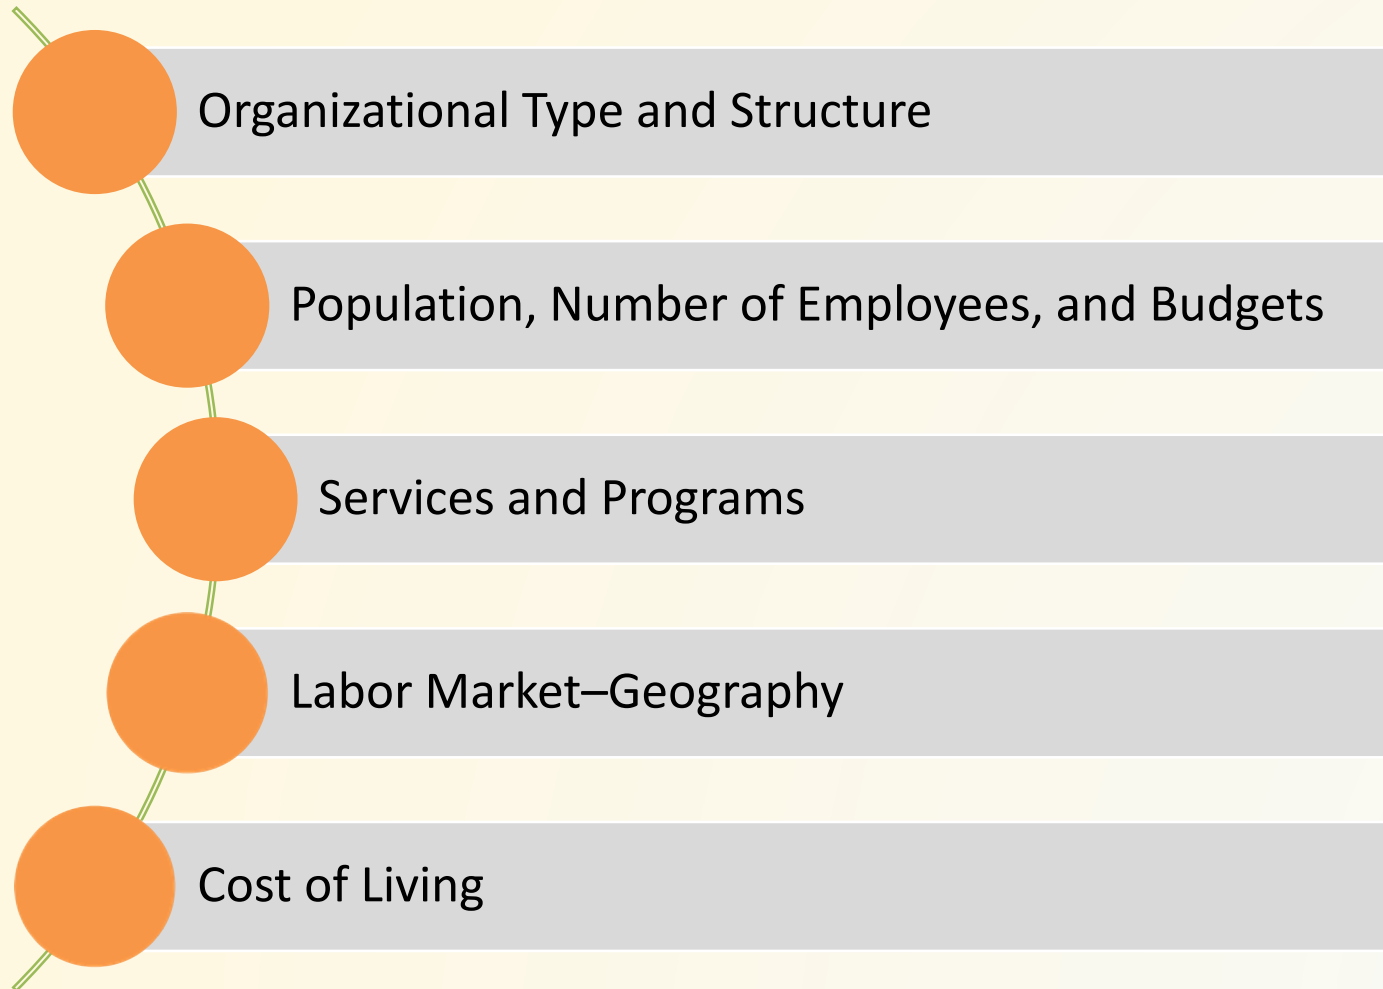 Organizational Type and Structure
Population, Number of Employees, and Budgets
Services and Programs
Labor Market–Geography
Cost of Living